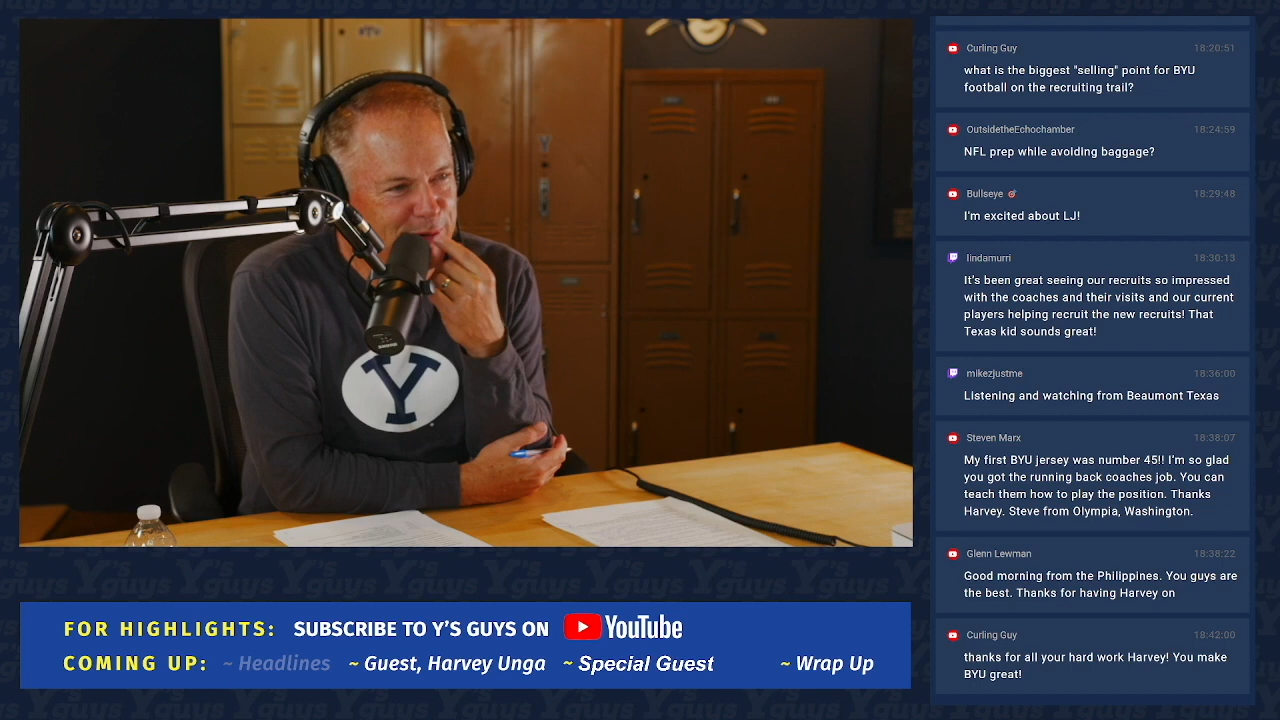 Curling Guy 18:20:51
what is the biggest "selling" point for BYU
football on the recruiting trail?
OutsidetheEchochamber 18:24:59
NFL prep while avoiding baggage?
Bullseye 18:29:48
I'm excited about LJ!
lindamurri 18:30:13
It's been great seeing our recruits so impressed
with the coaches and their visits and our current
players helping recruit the new recruits! That
Texas kid sounds great!
mikezjustme 18:36:00
Listening and watching from Beaumont Texas
Steven Marx 18:38:07
My first BYU jersey was number 45!! I'm so glad
you got the running back coaches job. You can
teach them how to play the position. Thanks
Harvey. Steve from Olympia, Washington.
Glenn Lewman 18:38:22
Good morning from the Philippines. You guys are
the best. Thanks for having Harvey on
Curling Guy 18:42:00
thanks for all your hard work Harvey! You make
BYU great!
Y
FOR HIGHLIGHTS: SUBSCRIBE TO Y'S GUYS ON YouTube
COMING UP: ~ Headlines ~ Guest, Harvey Unga ~ Special Guest ~ Wrap Up